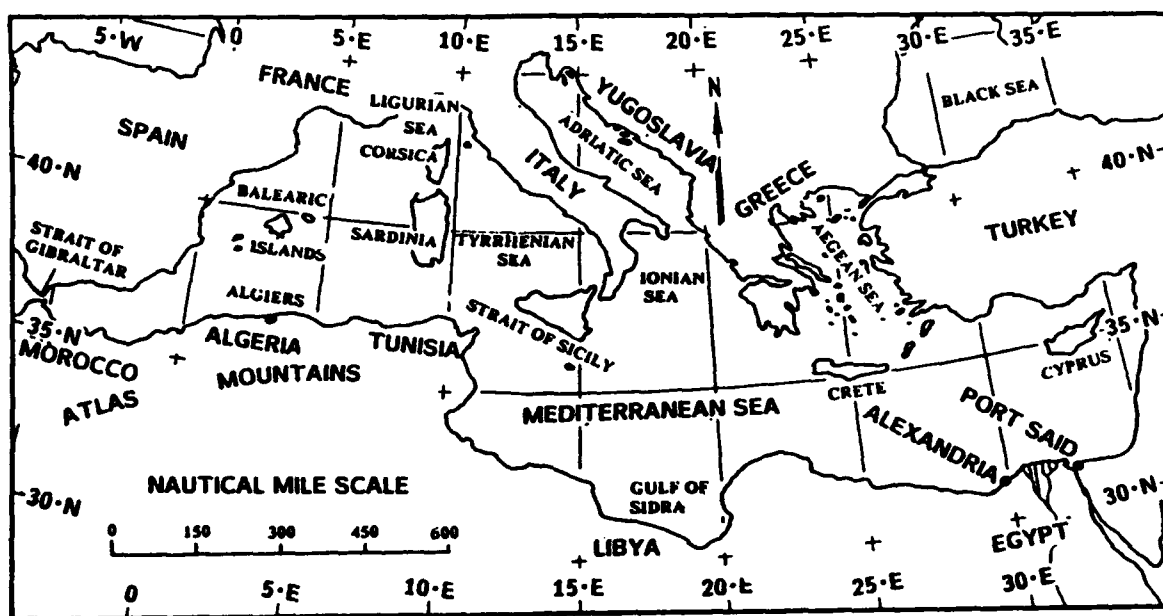 5·W
0
5·E
10·E
15·E
20·E
25·E
30·E
35·E
FRANCE
LIGURIAN
SEA
CORSICA
YUGOSLAVIA
N
BLACK SEA
SPAIN
ADRIATIC SEA
ITALY
40·N
40·N
GREECE
BALEARIC
ISLANDS
SARDINIA
TYRRHENIAN
SEA
AEGEAN SEA
TURKEY
STRAIT OF
GIBRALTAR
IONIAN
SEA
ALGIERS
35·N
ALGERIA
TUNISIA
STRAIT OF SICILY
35·N
MOROCCO
ATLAS
MOUNTAINS
CYPRUS
CRETE
MEDITERRANEAN SEA
PORT SAID
ALEXANDRIA
NAUTICAL MILE SCALE
GULF OF
SIDRA
30·N
30·N
0 150 300 450 600
LIBYA
EGYPT
0
5·E
10·E
15·E
20·E
25·E
30·E